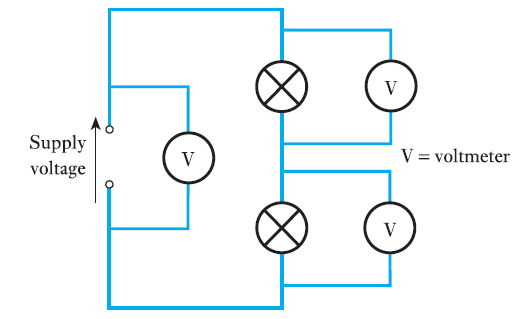 V
Supply
voltage
V
V = voltmeter
V